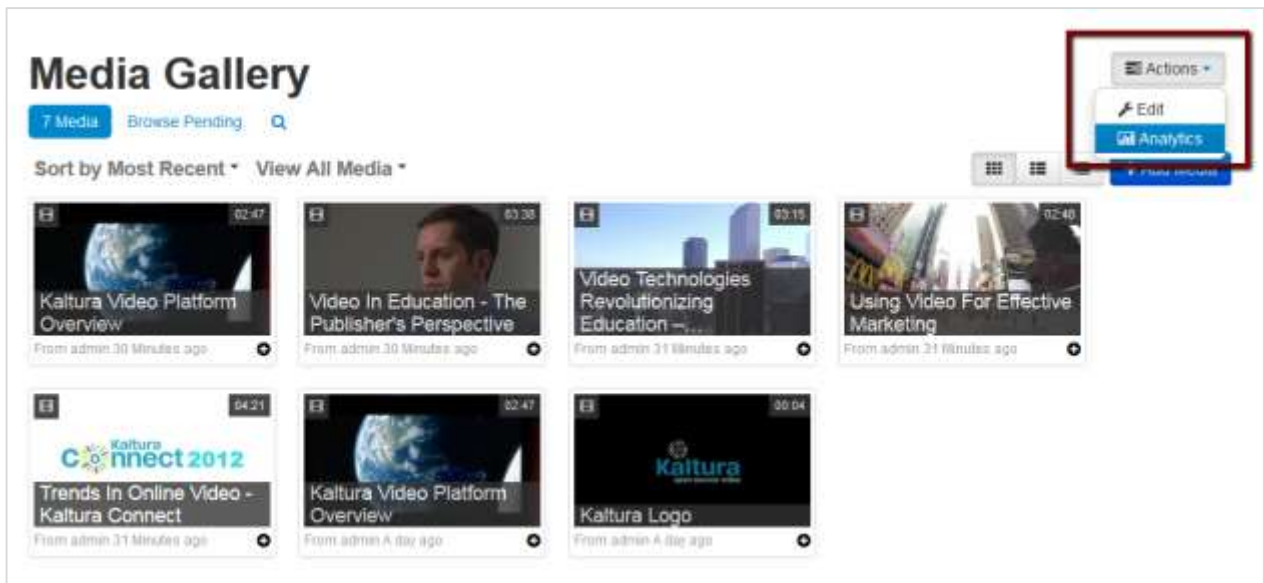 Media Gallery
Actions
Edit
Analytics
7 Media
Browse Pending
Sort by Most Recent
View All Media
Add Media
02:47
Kaltura Video Platform
Overview
From admin 30 Minutes ago
03:38
Video In Education - The
Publisher's Perspective
From admin 30 Minutes ago
03:15
Video Technologies
Revolutionizing
Education –...
From admin 31 Minutes ago
02:48
Using Video For Effective
Marketing
From admin 31 Minutes ago
04:21
Kaltura
Connect 2012
Trends In Online Video -
Kaltura Connect
From admin 31 Minutes ago
02:47
Kaltura Video Platform
Overview
From admin A day ago
00:04
Kaltura
open source video
Kaltura Logo
From admin A day ago